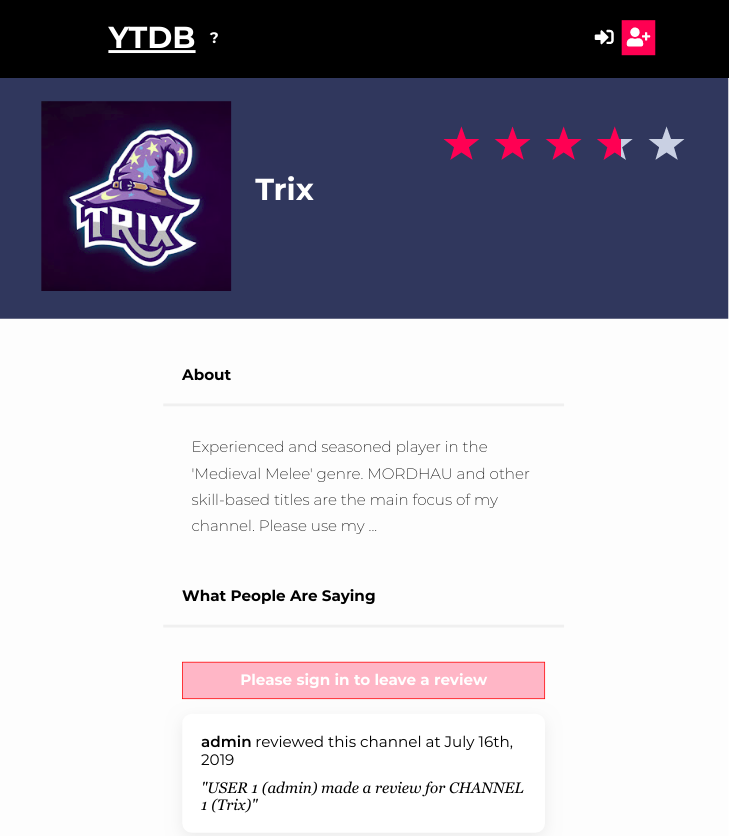 YTDB ?
TRIX
Trix
About
Experienced and seasoned player in the
'Medieval Melee' genre. MORDHAU and other
skill-based titles are the main focus of my
channel. Please use my ...
What People Are Saying
Please sign in to leave a review
admin reviewed this channel at July 16th,
2019
"USER 1 (admin) made a review for CHANNEL
1 (Trix)"